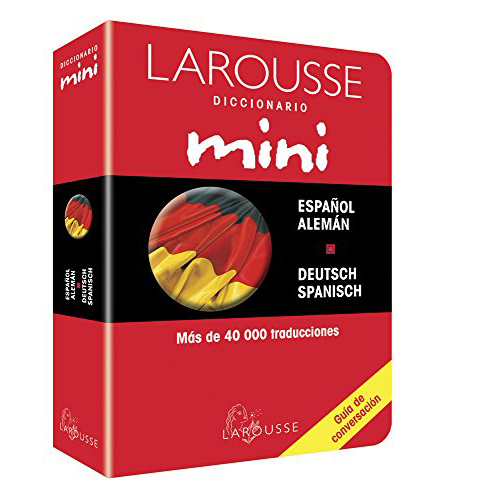 DICCIONARIO
mini
ESPAÑOL
ALEMÁN
DEUTSCH
SPANISCH
LAROUSSE
DICCIONARIO
mini
ESPAÑOL
ALEMÁN
DEUTSCH
SPANISCH
Más de 40 000 traducciones
Guía de
conversación
LAROUSSE